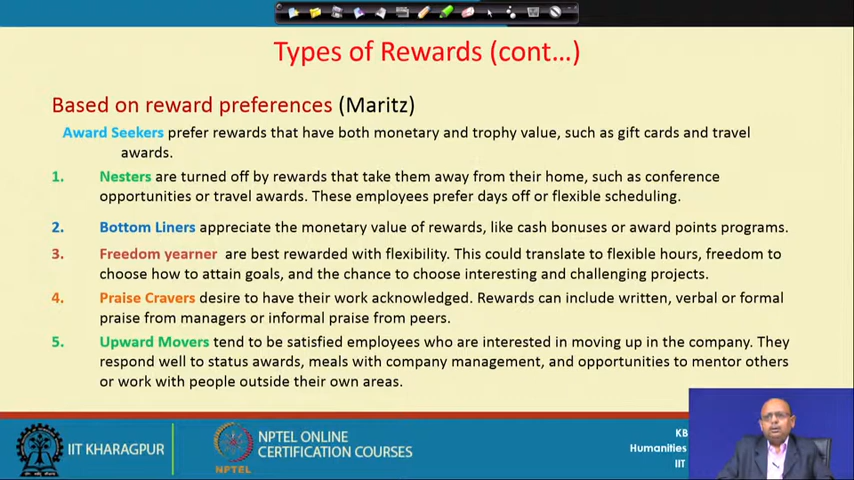 Types of Rewards (cont...)
Based on reward preferences (Maritz)
Award Seekers prefer rewards that have both monetary and trophy value, such as gift cards and travel
awards.
1. Nesters are turned off by rewards that take them away from their home, such as conference
opportunities or travel awards. These employees prefer days off or flexible scheduling.
2. Bottom Liners appreciate the monetary value of rewards, like cash bonuses or award points programs.
3. Freedom yearner are best rewarded with flexibility. This could translate to flexible hours, freedom to
choose how to attain goals, and the chance to choose interesting and challenging projects.
4. Praise Cravers desire to have their work acknowledged. Rewards can include written, verbal or formal
praise from managers or informal praise from peers.
5. Upward Movers tend to be satisfied employees who are interested in moving up in the company. They
respond well to status awards, meals with company management, and opportunities to mentor others
or work with people outside their own areas.
IIT KHARAGPUR
NPTEL
NPTEL ONLINE
CERTIFICATION COURSES
KB
Humanities
IIT